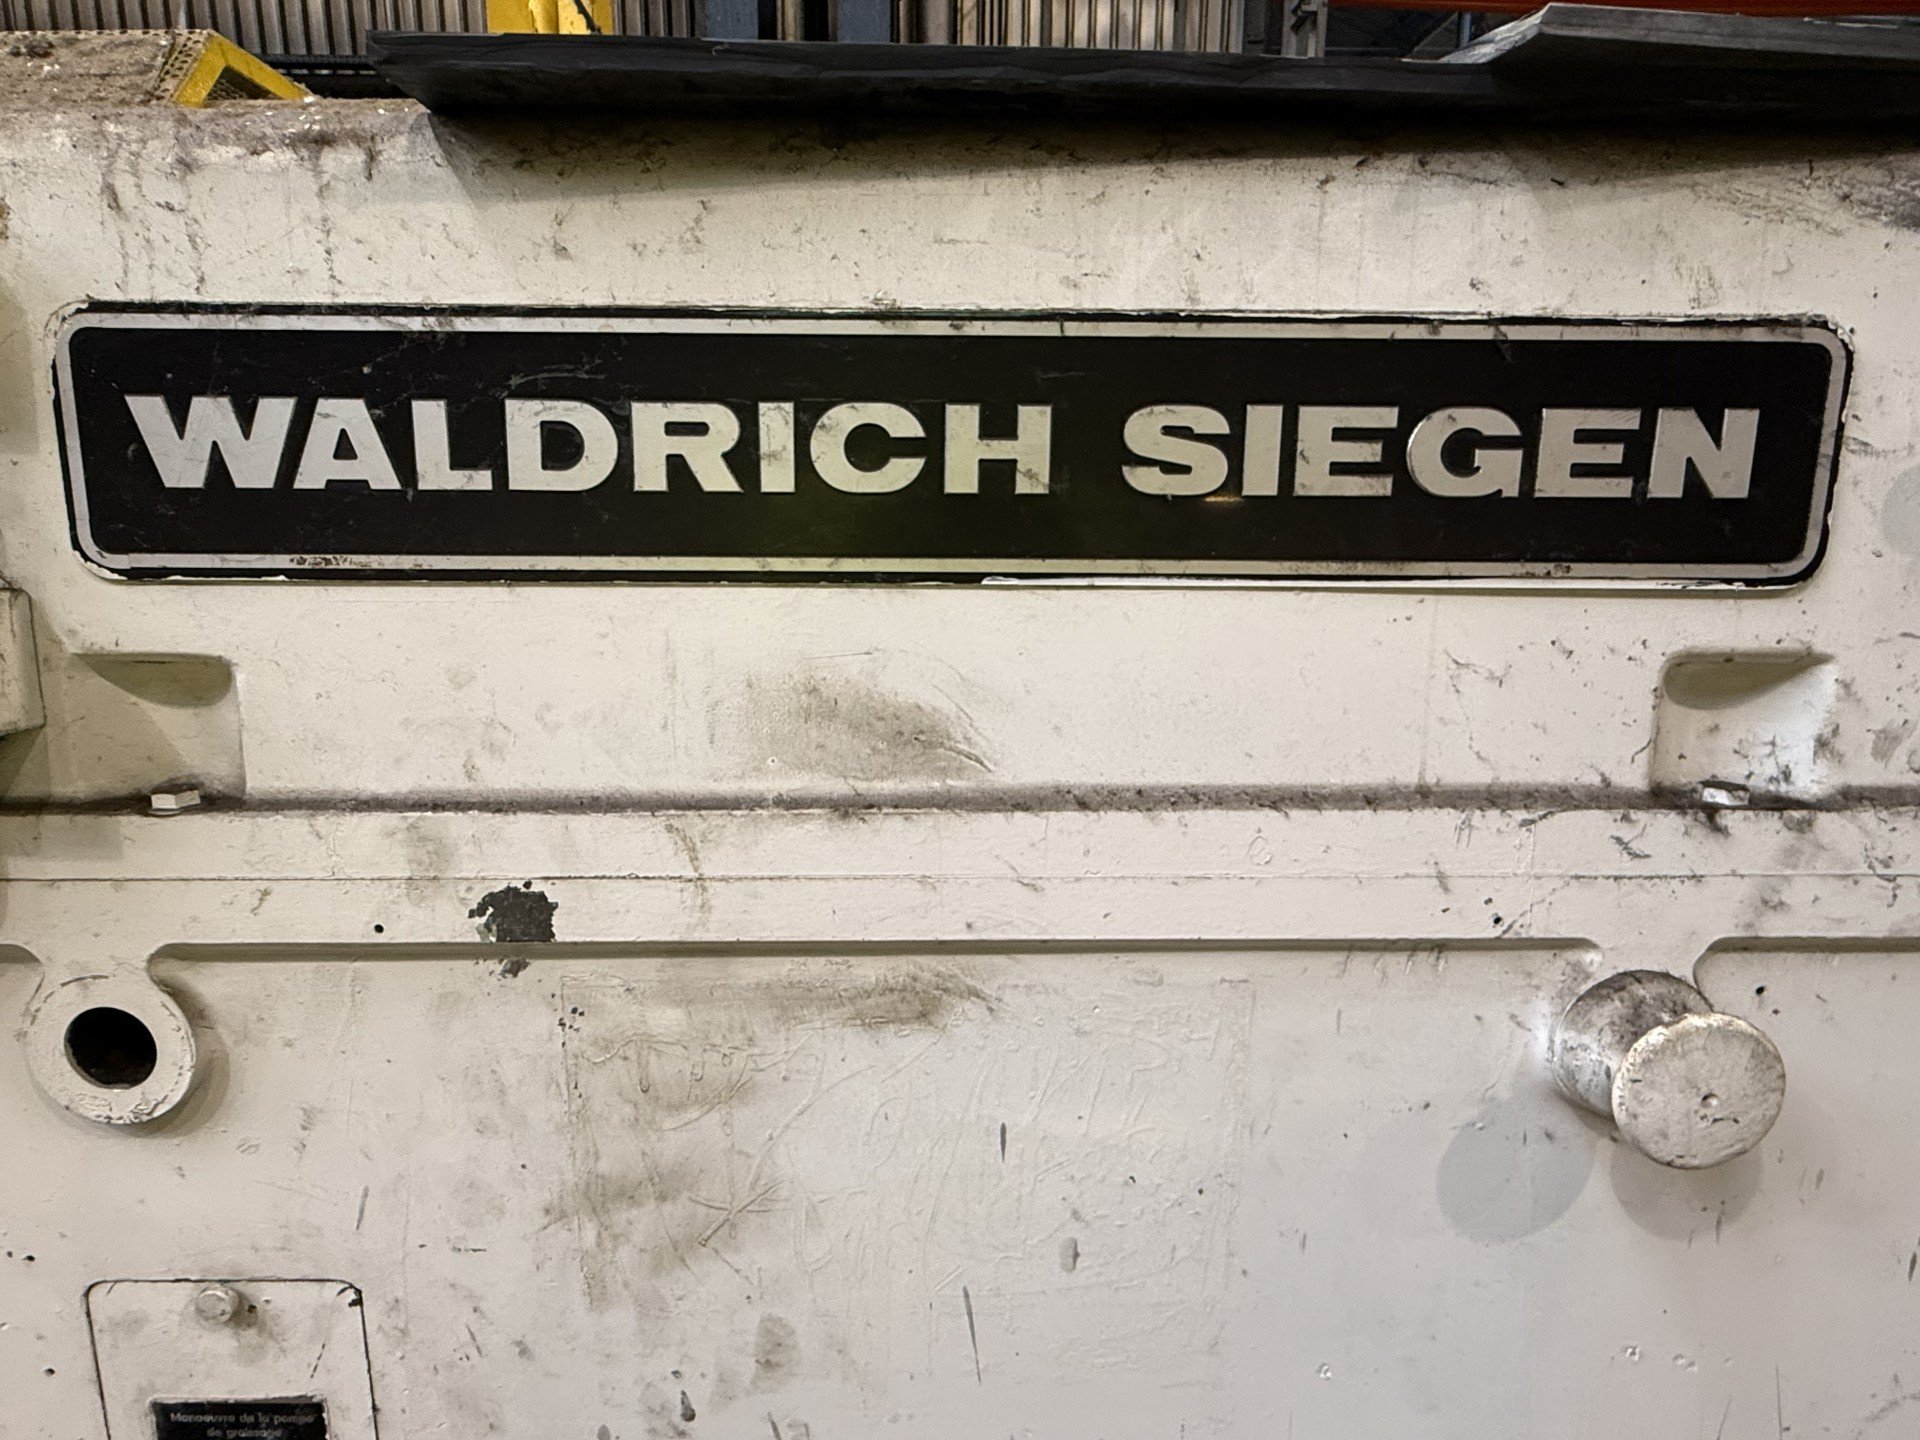 WALDRICH SIEGEN
Manoeuvre de la pompe
de graissage